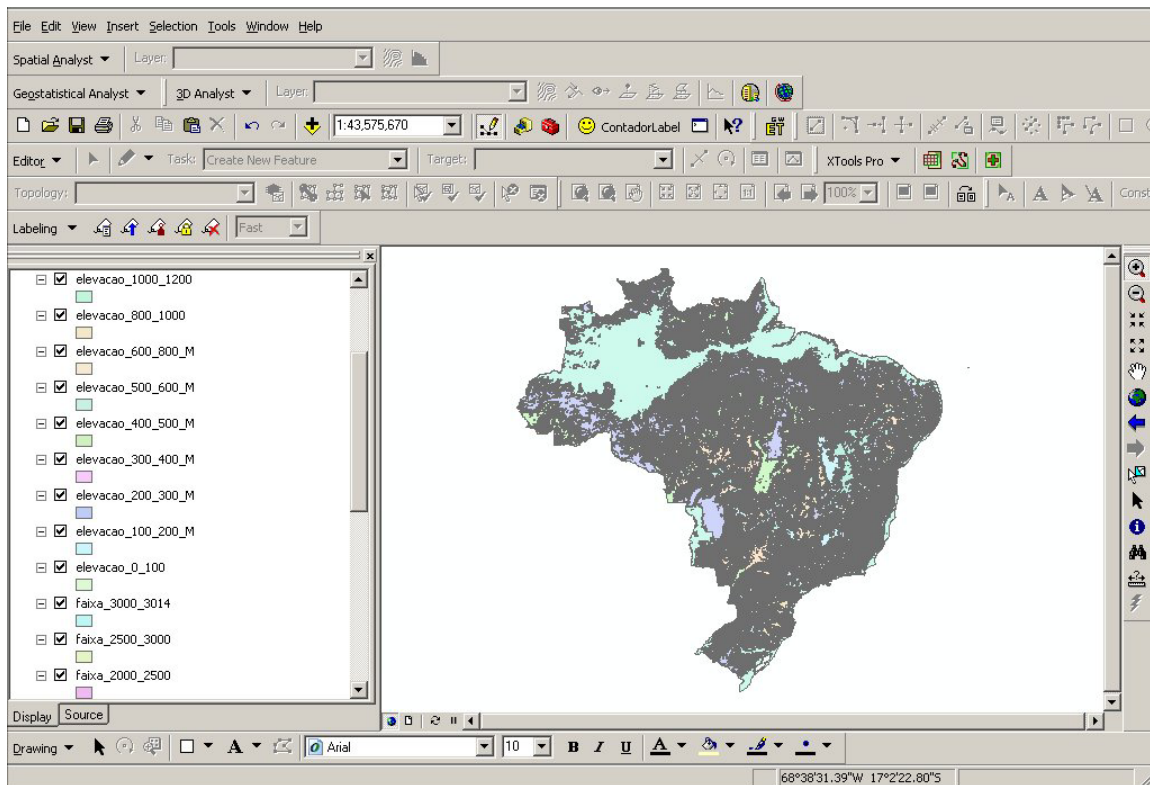 File Edit View Insert Selection Tools Window Help
Spatial Analyst Layer:
Geostatistical Analyst 3D Analyst Layer:
1:43,575,670 ContadorLabel
Editor Task: Create New Feature Target: XTools Pro
Topology: 100% Const
Labeling Fast
elevacao_1000_1200
elevacao_800_1000
elevacao_600_800_M
elevacao_500_600_M
elevacao_400_500_M
elevacao_300_400_M
elevacao_200_300_M
elevacao_100_200_M
elevacao_0_100
faixa_3000_3014
faixa_2500_3000
faixa_2000_2500
Display Source
Drawing A Arial 10 B I U A
68°38'31.39"W 17°2'22.80"S